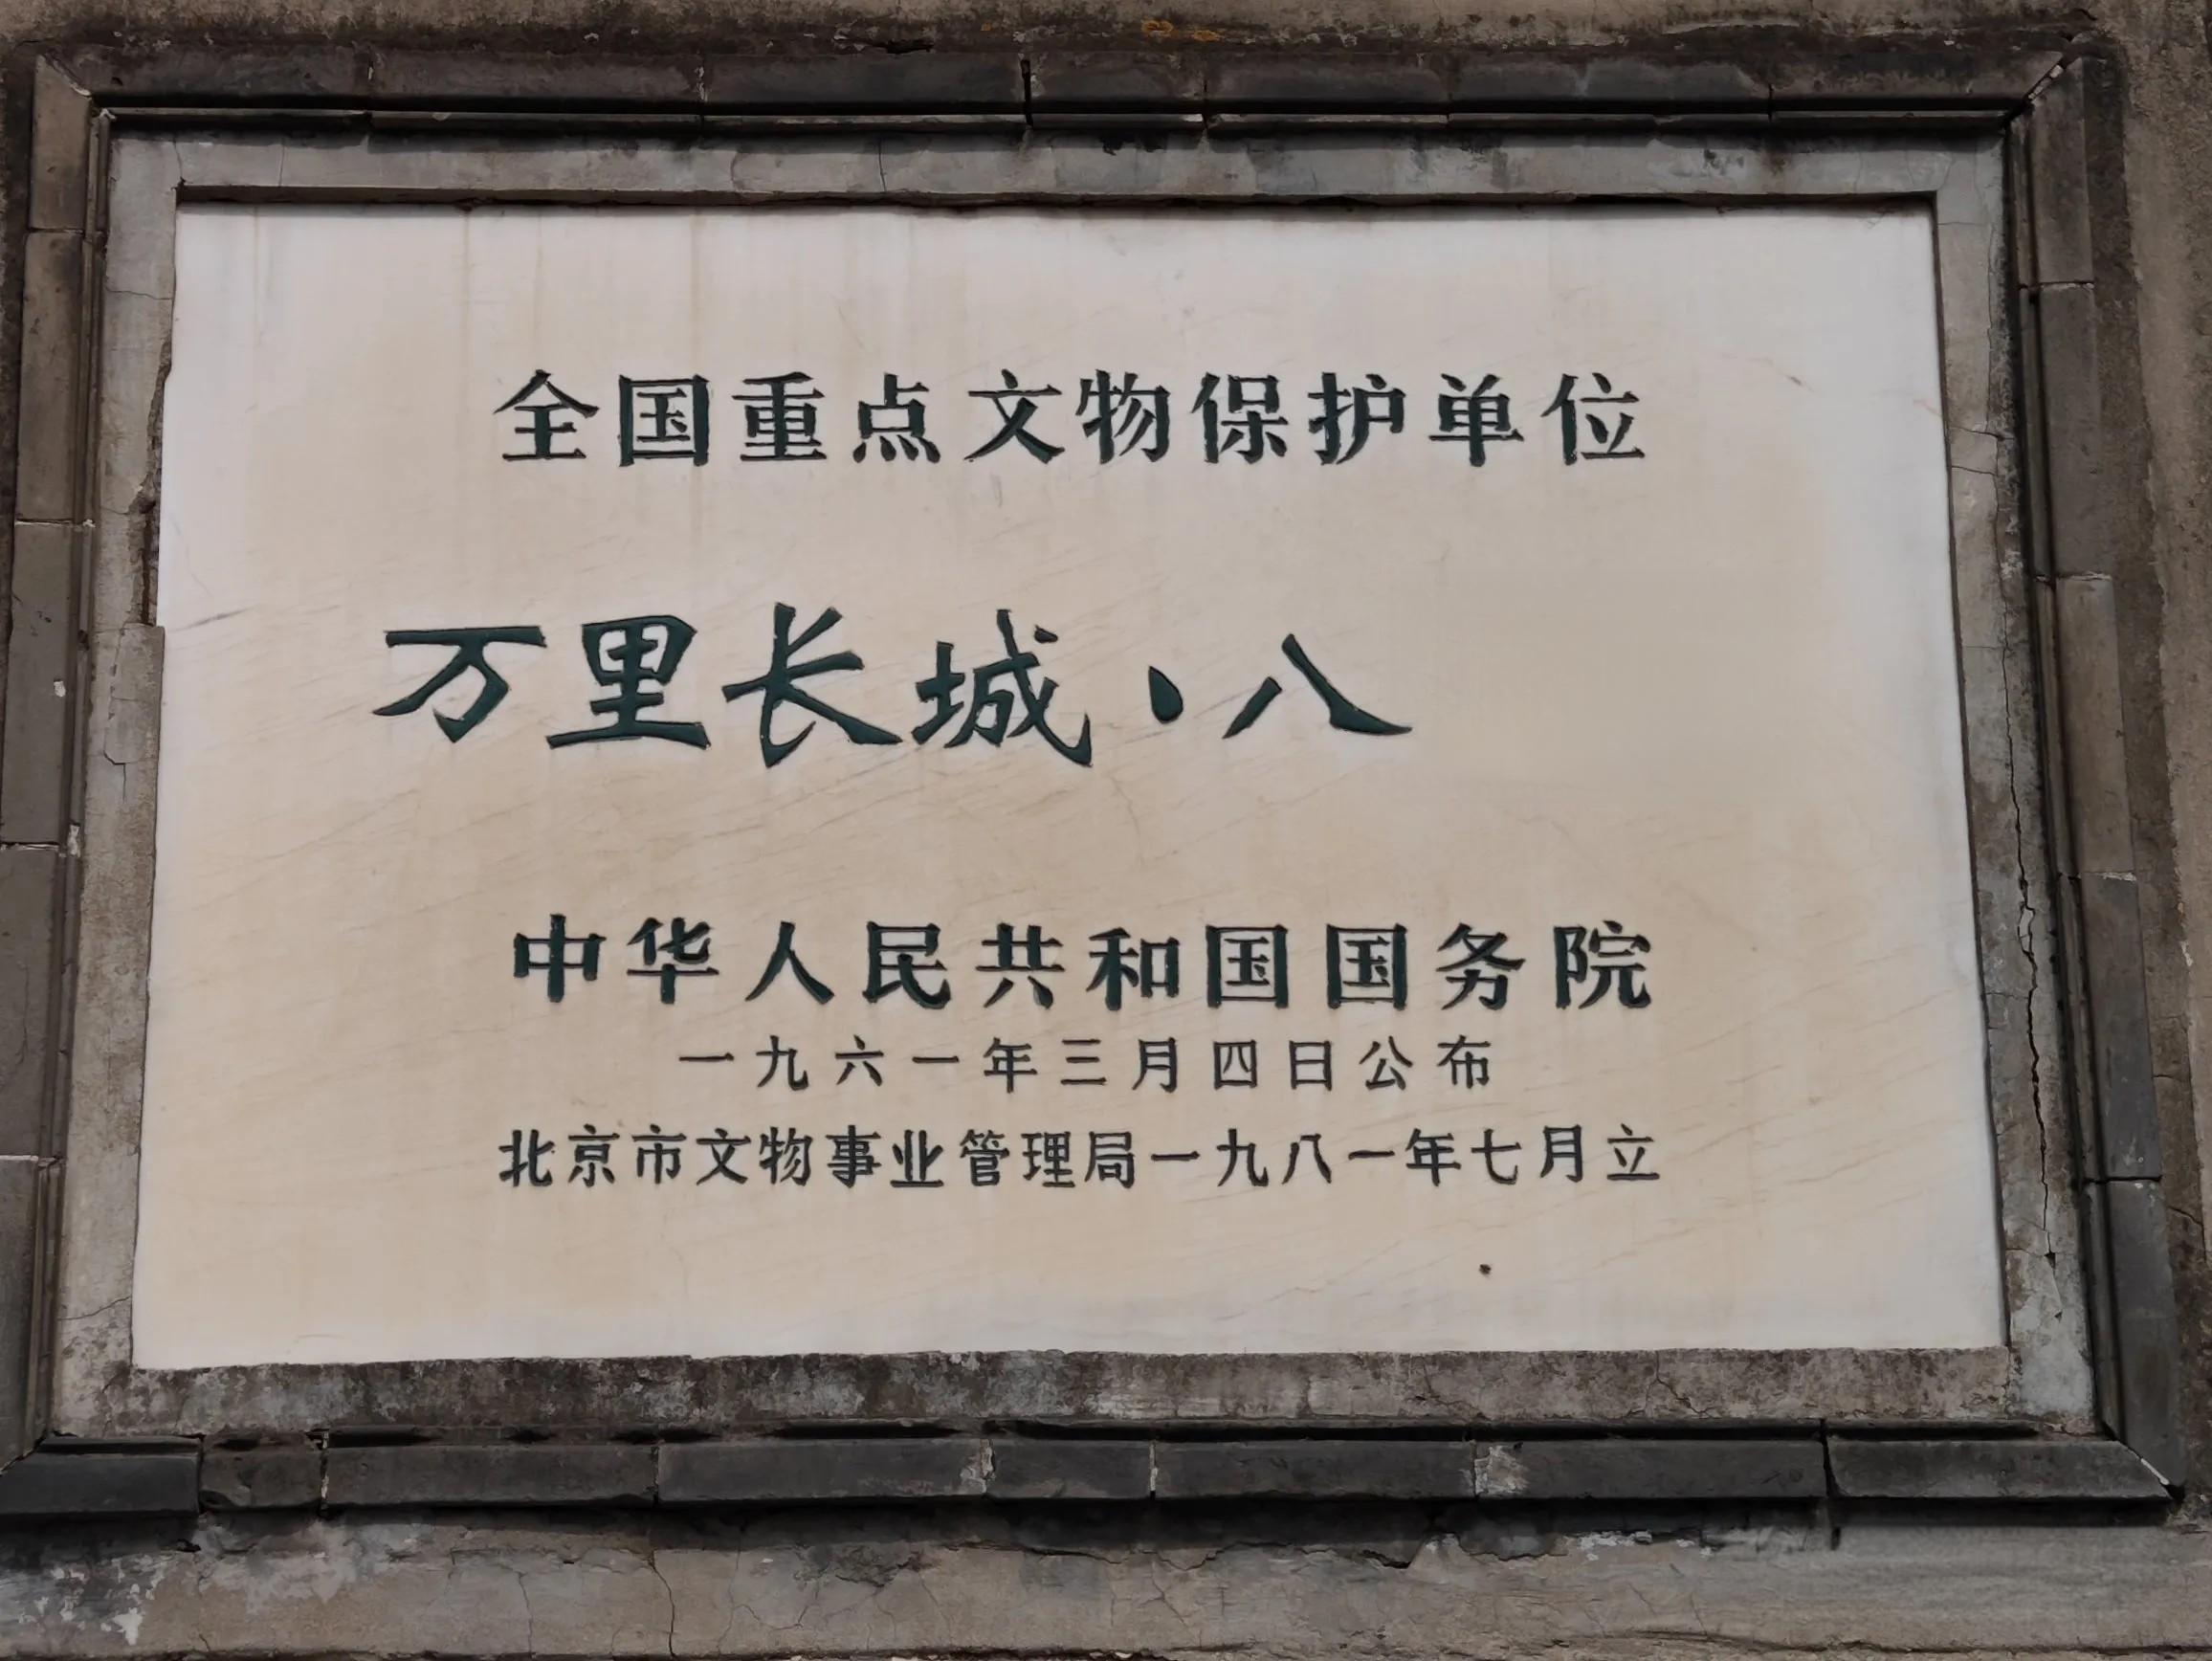 全国重点文物保护单位
万里长城·八
中华人民共和国国务院
一九六一年三月四日公布
北京市文物事业管理局一九八一年七月立